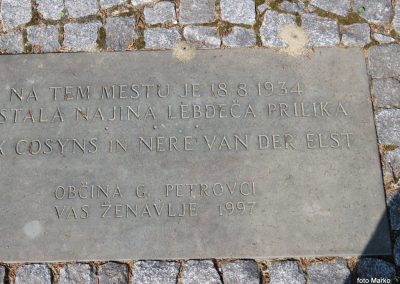 NA TEM MESTU JE 18.8.1934
STALA NAJINA LEBDEČA PRILIKA
COSYNS IN NERE' VAN DER ELST
OBČINA G. PETROVCI
VAS ŽENAVLJE 1997
foto Marko